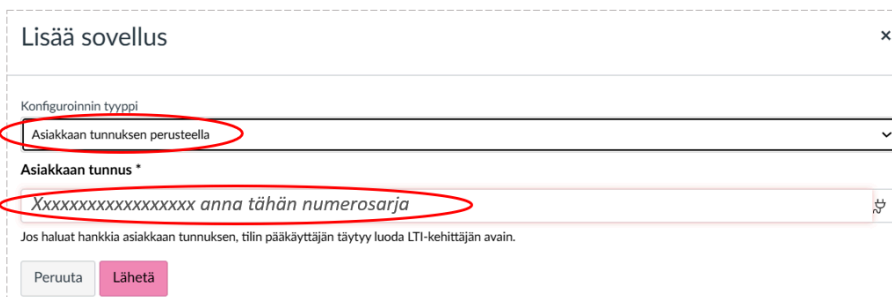 Lisää sovellus
×
Konfiguroinnin tyyppi
Asiakkaan tunnuksen perusteella
Asiakkaan tunnus *
Xxxxxxxxxxxxxxxxxx anna tähän numerosarja
Jos haluat hankkia asiakkaan tunnuksen, tilin pääkäyttäjän täytyy luoda LTI-kehittäjän avain.
Peruuta Lähetä